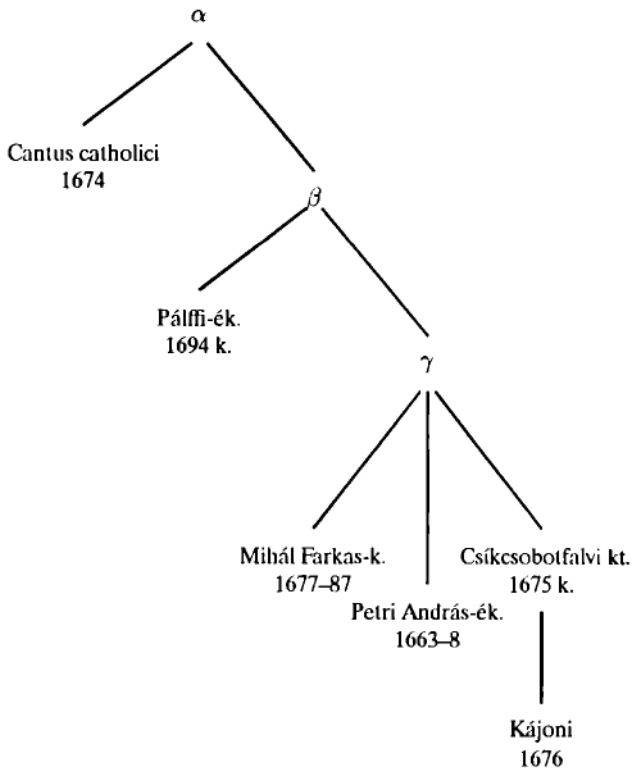 α
Cantus catholici
1674
β
Pálffi-ék.
1694 k.
γ
Mihál Farkas-k.
1677–87
Csíkcsobotfalvi kt.
1675 k.
Petri András-ék.
1663–8
Kájoni
1676